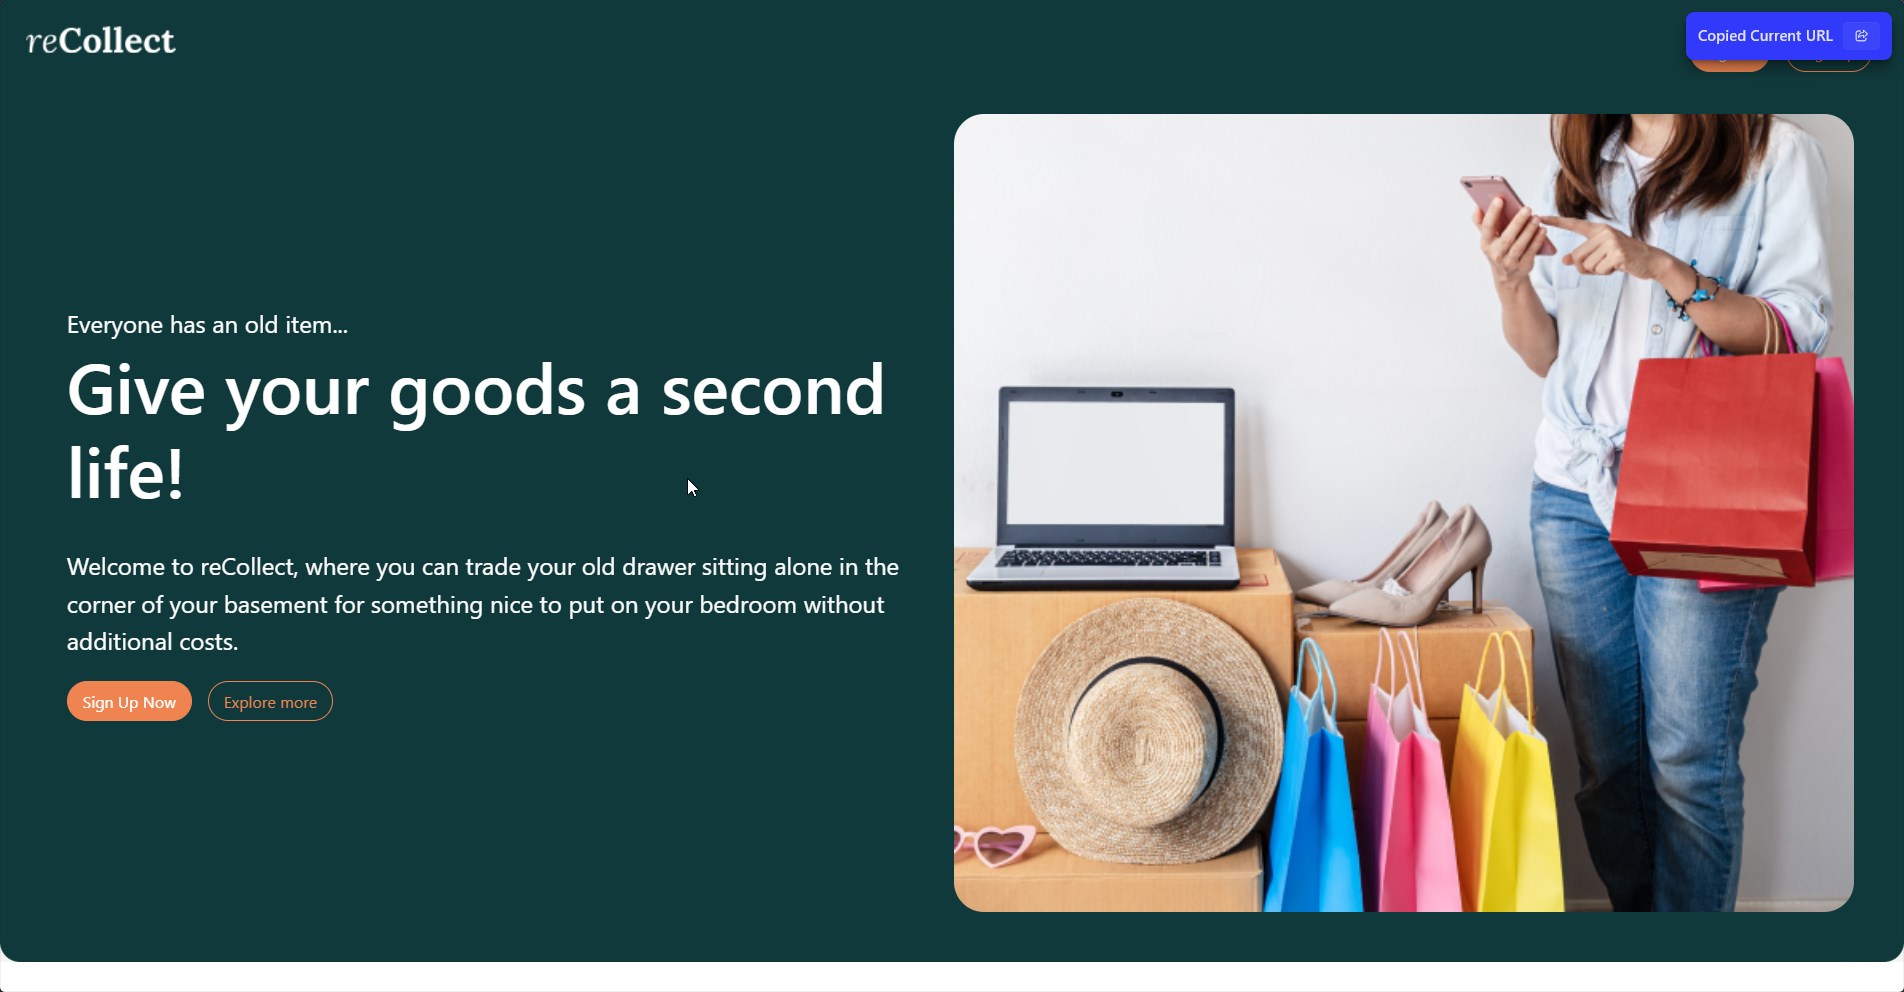 reCollect
Copied Current URL
Everyone has an old item...
Give your goods a second
life!
Welcome to reCollect, where you can trade your old drawer sitting alone in the
corner of your basement for something nice to put on your bedroom without
additional costs.
Sign Up Now
Explore more